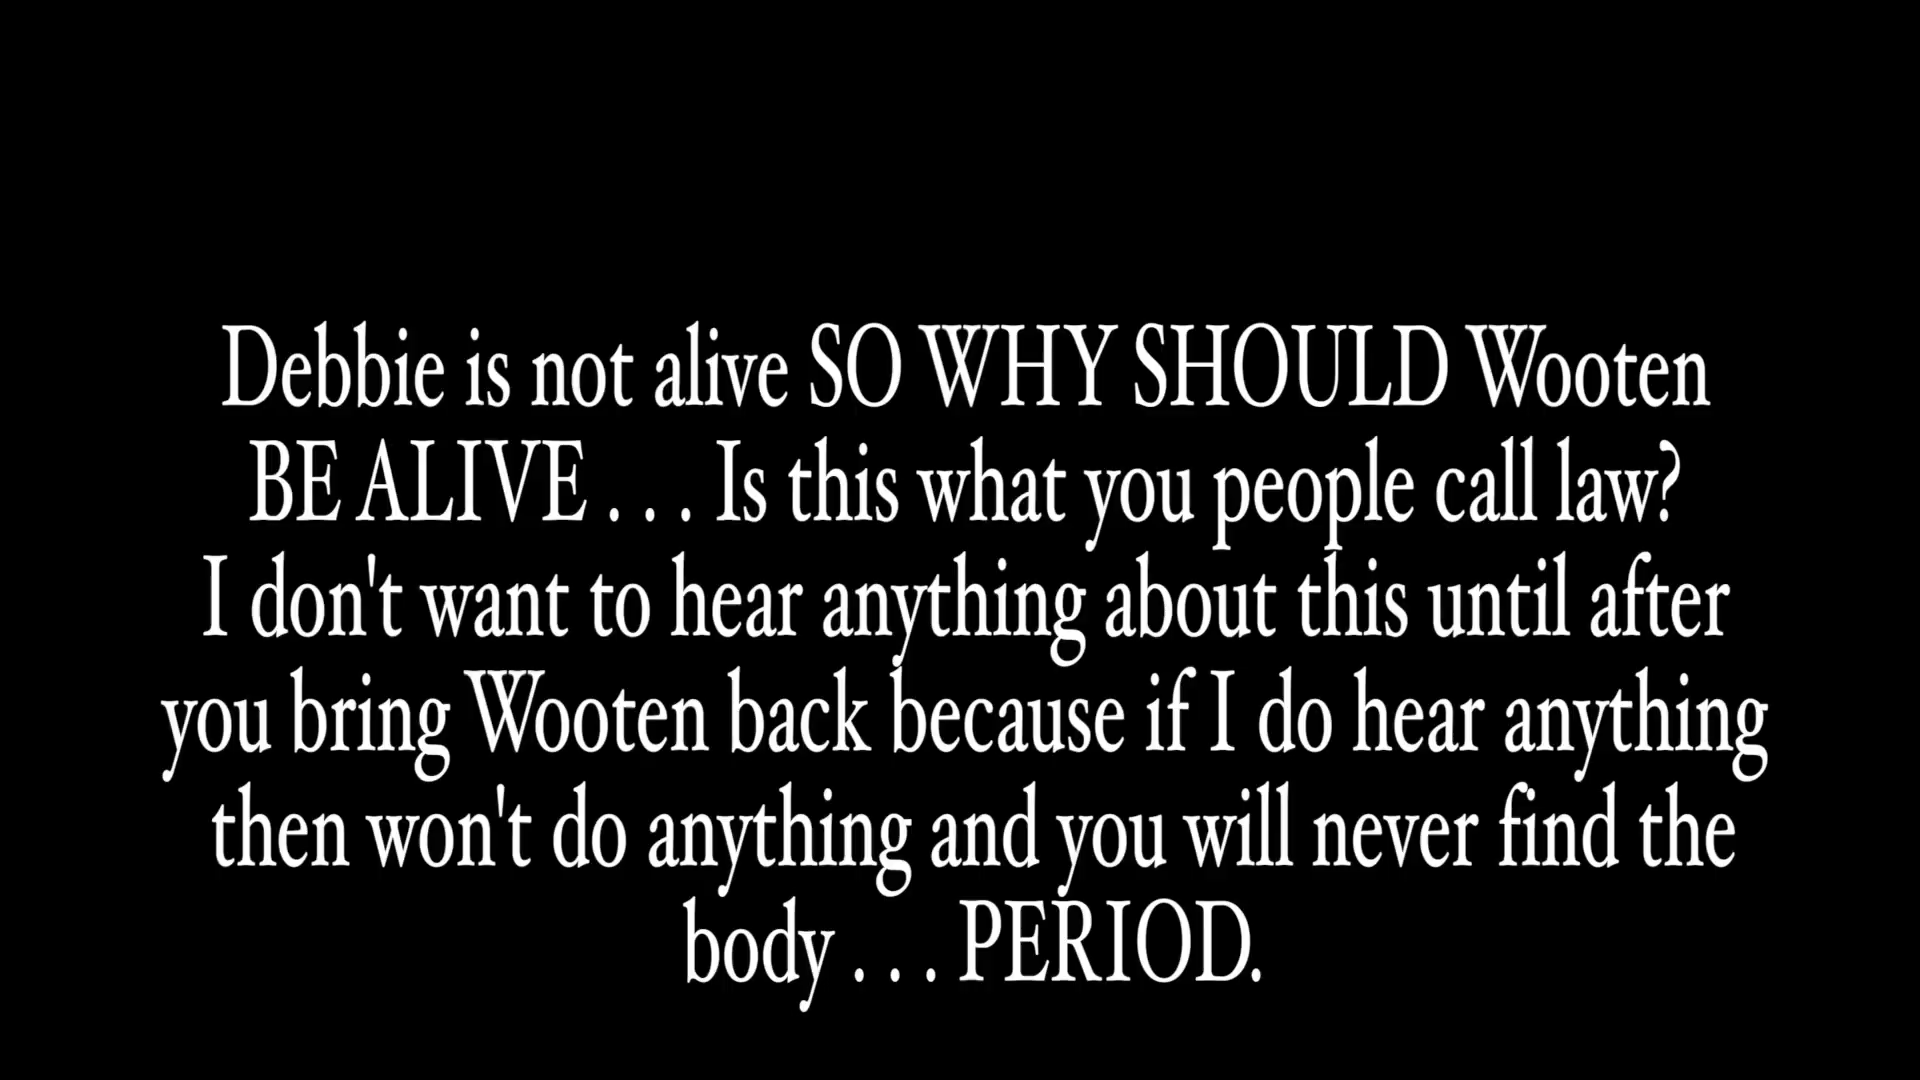 Debbie is not alive SO WHY SHOULD Wooten
BE ALIVE . . . Is this what you people call law?
I don't want to hear anything about this until after
you bring Wooten back because if I do hear anything
then won't do anything and you will never find the
body . . . PERIOD.